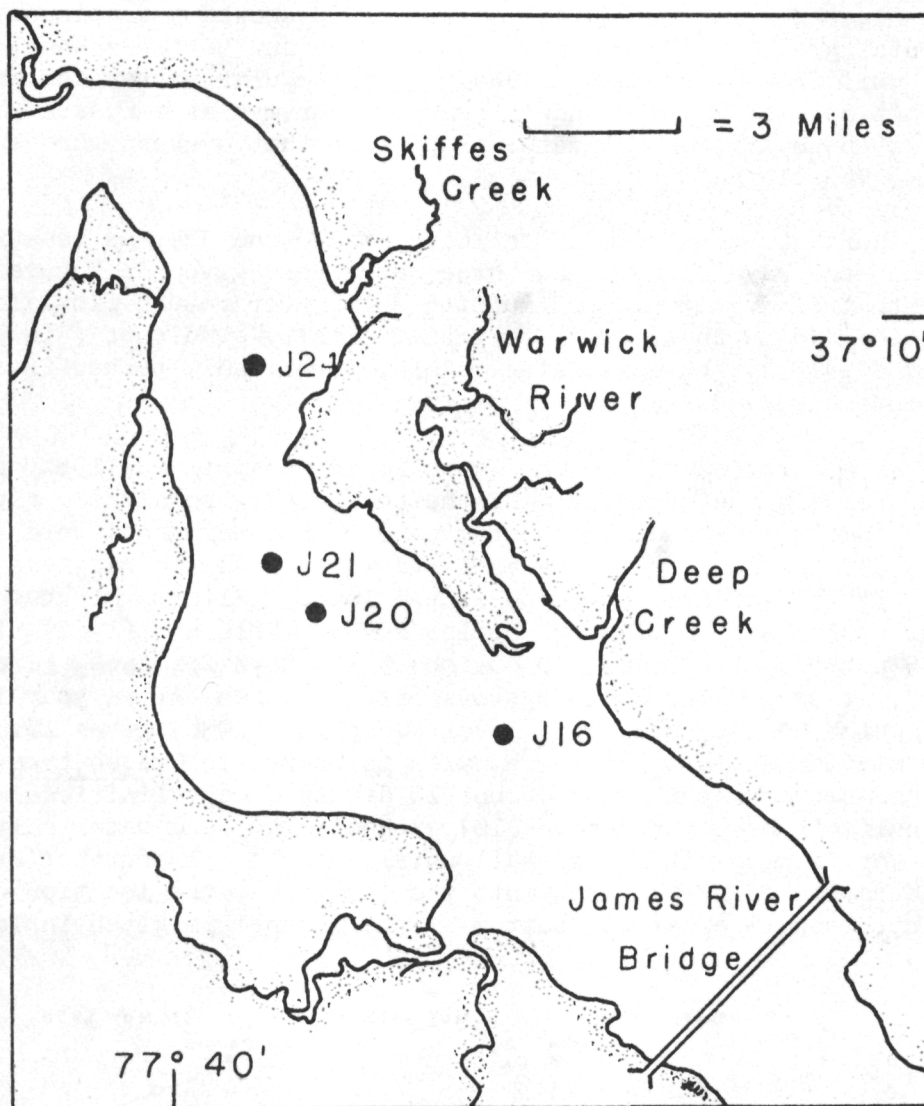 = 3 Miles
Skiffes
Creek
Warwick
River
37°10'
J24
J21
J20
Deep
Creek
J16
James River
Bridge
77° 40'